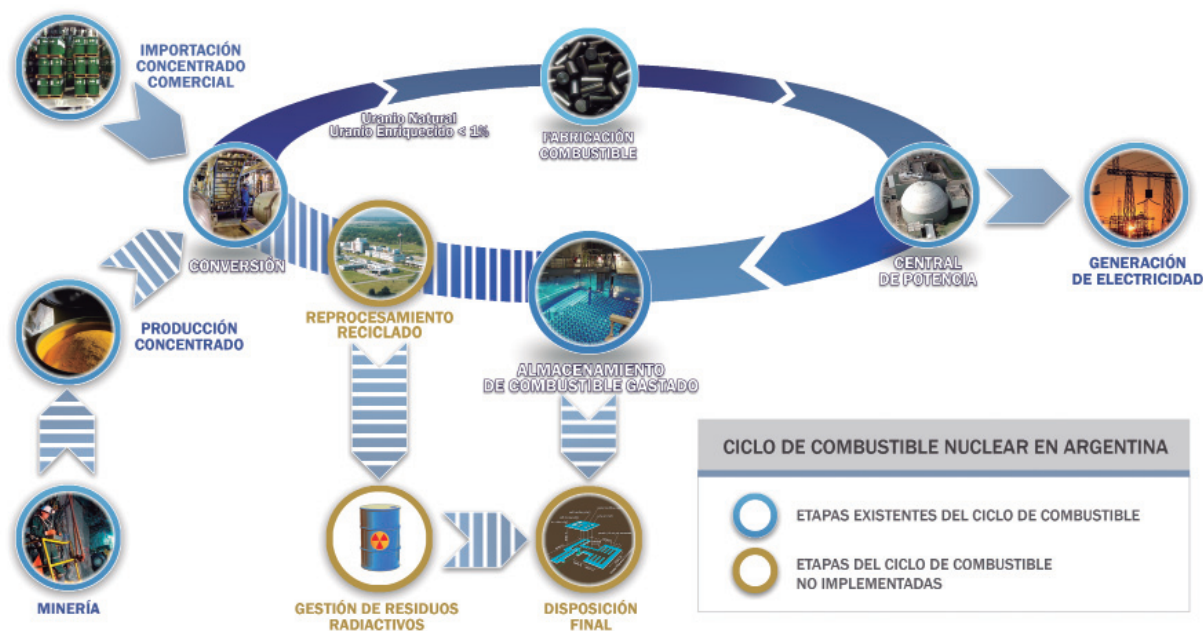 IMPORTACIÓN
CONCENTRADO
COMERCIAL
Uranio Natural
Uranio Enriquecido < 1%
FABRICACIÓN
COMBUSTIBLE
CONVERSIÓN
CENTRAL
DE POTENCIA
GENERACIÓN
DE ELECTRICIDAD
PRODUCCIÓN
CONCENTRADO
REPROCESAMIENTO
RECICLADO
ALMACENAMIENTO
DE COMBUSTIBLE GASTADO
MINERÍA
GESTIÓN DE RESIDUOS
RADIACTIVOS
DISPOSICIÓN
FINAL
CICLO DE COMBUSTIBLE NUCLEAR EN ARGENTINA
ETAPAS EXISTENTES DEL CICLO DE COMBUSTIBLE
ETAPAS DEL CICLO DE COMBUSTIBLE
NO IMPLEMENTADAS